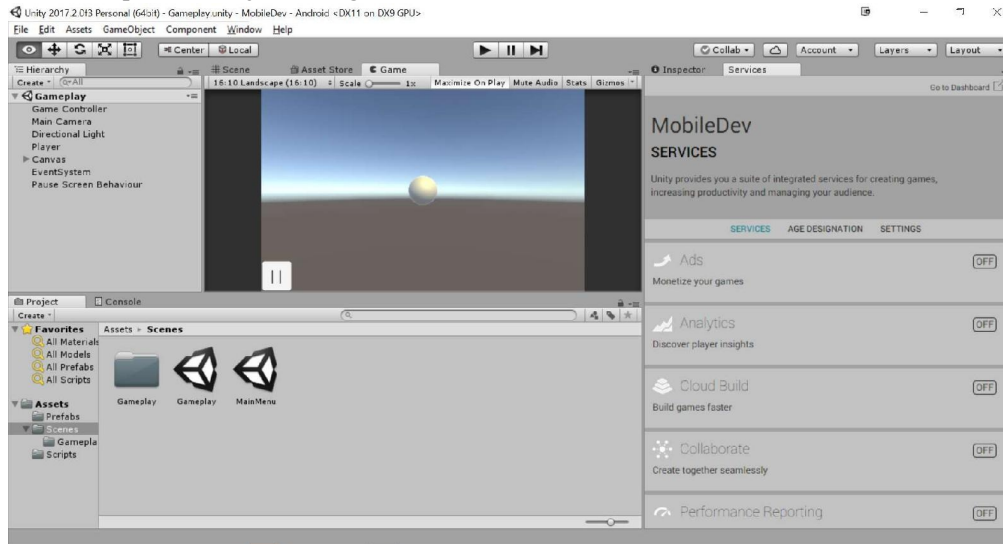 Unity 2017.2.0f3 Personal (64bit) - Gameplay.unity - MobileDev - Android <DX11 on DX9 GPU>
File Edit Assets GameObject Component Window Help
Center Local Collab Account Layers Layout
Hierarchy Scene Asset Store Game Inspector Services
Create All 16:10 Landscape (16:10) Scale 1x Maximize On Play Mute Audio Stats Gizmos Go to Dashboard
Gameplay
Game Controller
Main Camera
Directional Light
Player
Canvas
EventSystem
Pause Screen Behaviour
MobileDev
SERVICES
Unity provides you a suite of integrated services for creating games,
increasing productivity and managing your audience.
SERVICES AGE DESIGNATION SETTINGS
Ads OFF
Monetize your games
Analytics OFF
Discover player insights
Cloud Build OFF
Build games faster
Collaborate OFF
Create together seamlessly
Performance Reporting OFF
Project Console
Create
Favorites Assets Scenes
All Materials
All Models
All Prefabs
All Scripts
Assets
Prefabs
Scenes
Gamepla
Scripts
Gameplay Gameplay MainMenu